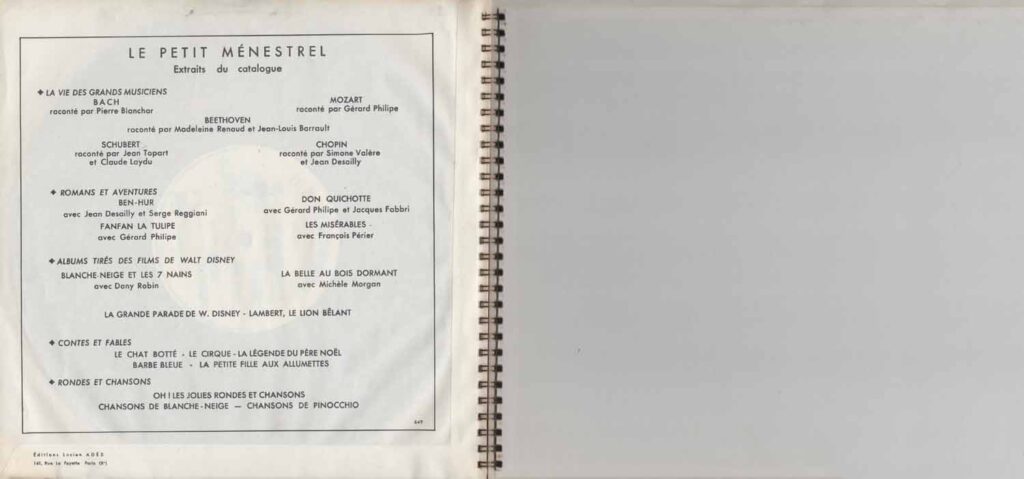 LE PETIT MÉNESTREL
Extraits du catalogue
✦ LA VIE DES GRANDS MUSICIENS
BACH
raconté par Pierre Blanchar
MOZART
raconté par Gérard Philipe
BEETHOVEN
raconté par Madeleine Renaud et Jean-Louis Barrault
SCHUBERT
raconté par Jean Topart
et Claude Laydu
CHOPIN
raconté par Simone Valère
et Jean Desailly
✦ ROMANS ET AVENTURES
BEN-HUR
avec Jean Desailly et Serge Reggiani
DON QUICHOTTE
avec Gérard Philipe et Jacques Fabbri
FANFAN LA TULIPE
avec Gérard Philipe
LES MISÉRABLES -
avec François Périer
✦ ALBUMS TIRÉS DES FILMS DE WALT DISNEY
BLANCHE-NEIGE ET LES 7 NAINS
avec Dany Robin
LA BELLE AU BOIS DORMANT
avec Michèle Morgan
LA GRANDE PARADE DE W. DISNEY - LAMBERT, LE LION BÊLANT
✦ CONTES ET FABLES
LE CHAT BOTTÉ - LE CIRQUE - LA LÉGENDE DU PÈRE NOËL
BARBE BLEUE - LA PETITE FILLE AUX ALLUMETTES
✦ RONDES ET CHANSONS
OH ! LES JOLIES RONDES ET CHANSONS
CHANSONS DE BLANCHE-NEIGE — CHANSONS DE PINOCCHIO
Éditions Lucien ADÈS
Rue La Fayette Paris